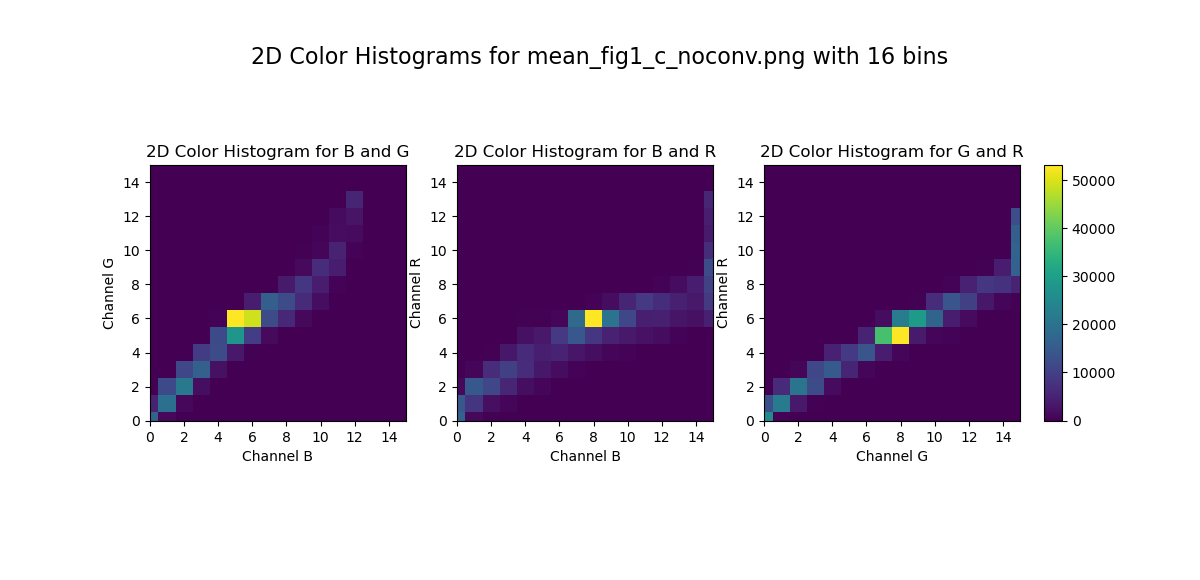 2D Color Histograms for mean_fig1_c_noconv.png with 16 bins
2D Color Histogram for B and G
2D Color Histogram for B and R
2D Color Histogram for G and R
Channel G
14
12
10
8
6
4
2
0
0 2 4 6 8 10 12 14
Channel B
Channel R
14
12
10
8
6
4
2
0
0 2 4 6 8 10 12 14
Channel B
Channel R
14
12
10
8
6
4
2
0
0 2 4 6 8 10 12 14
Channel G
50000
40000
30000
20000
10000
0